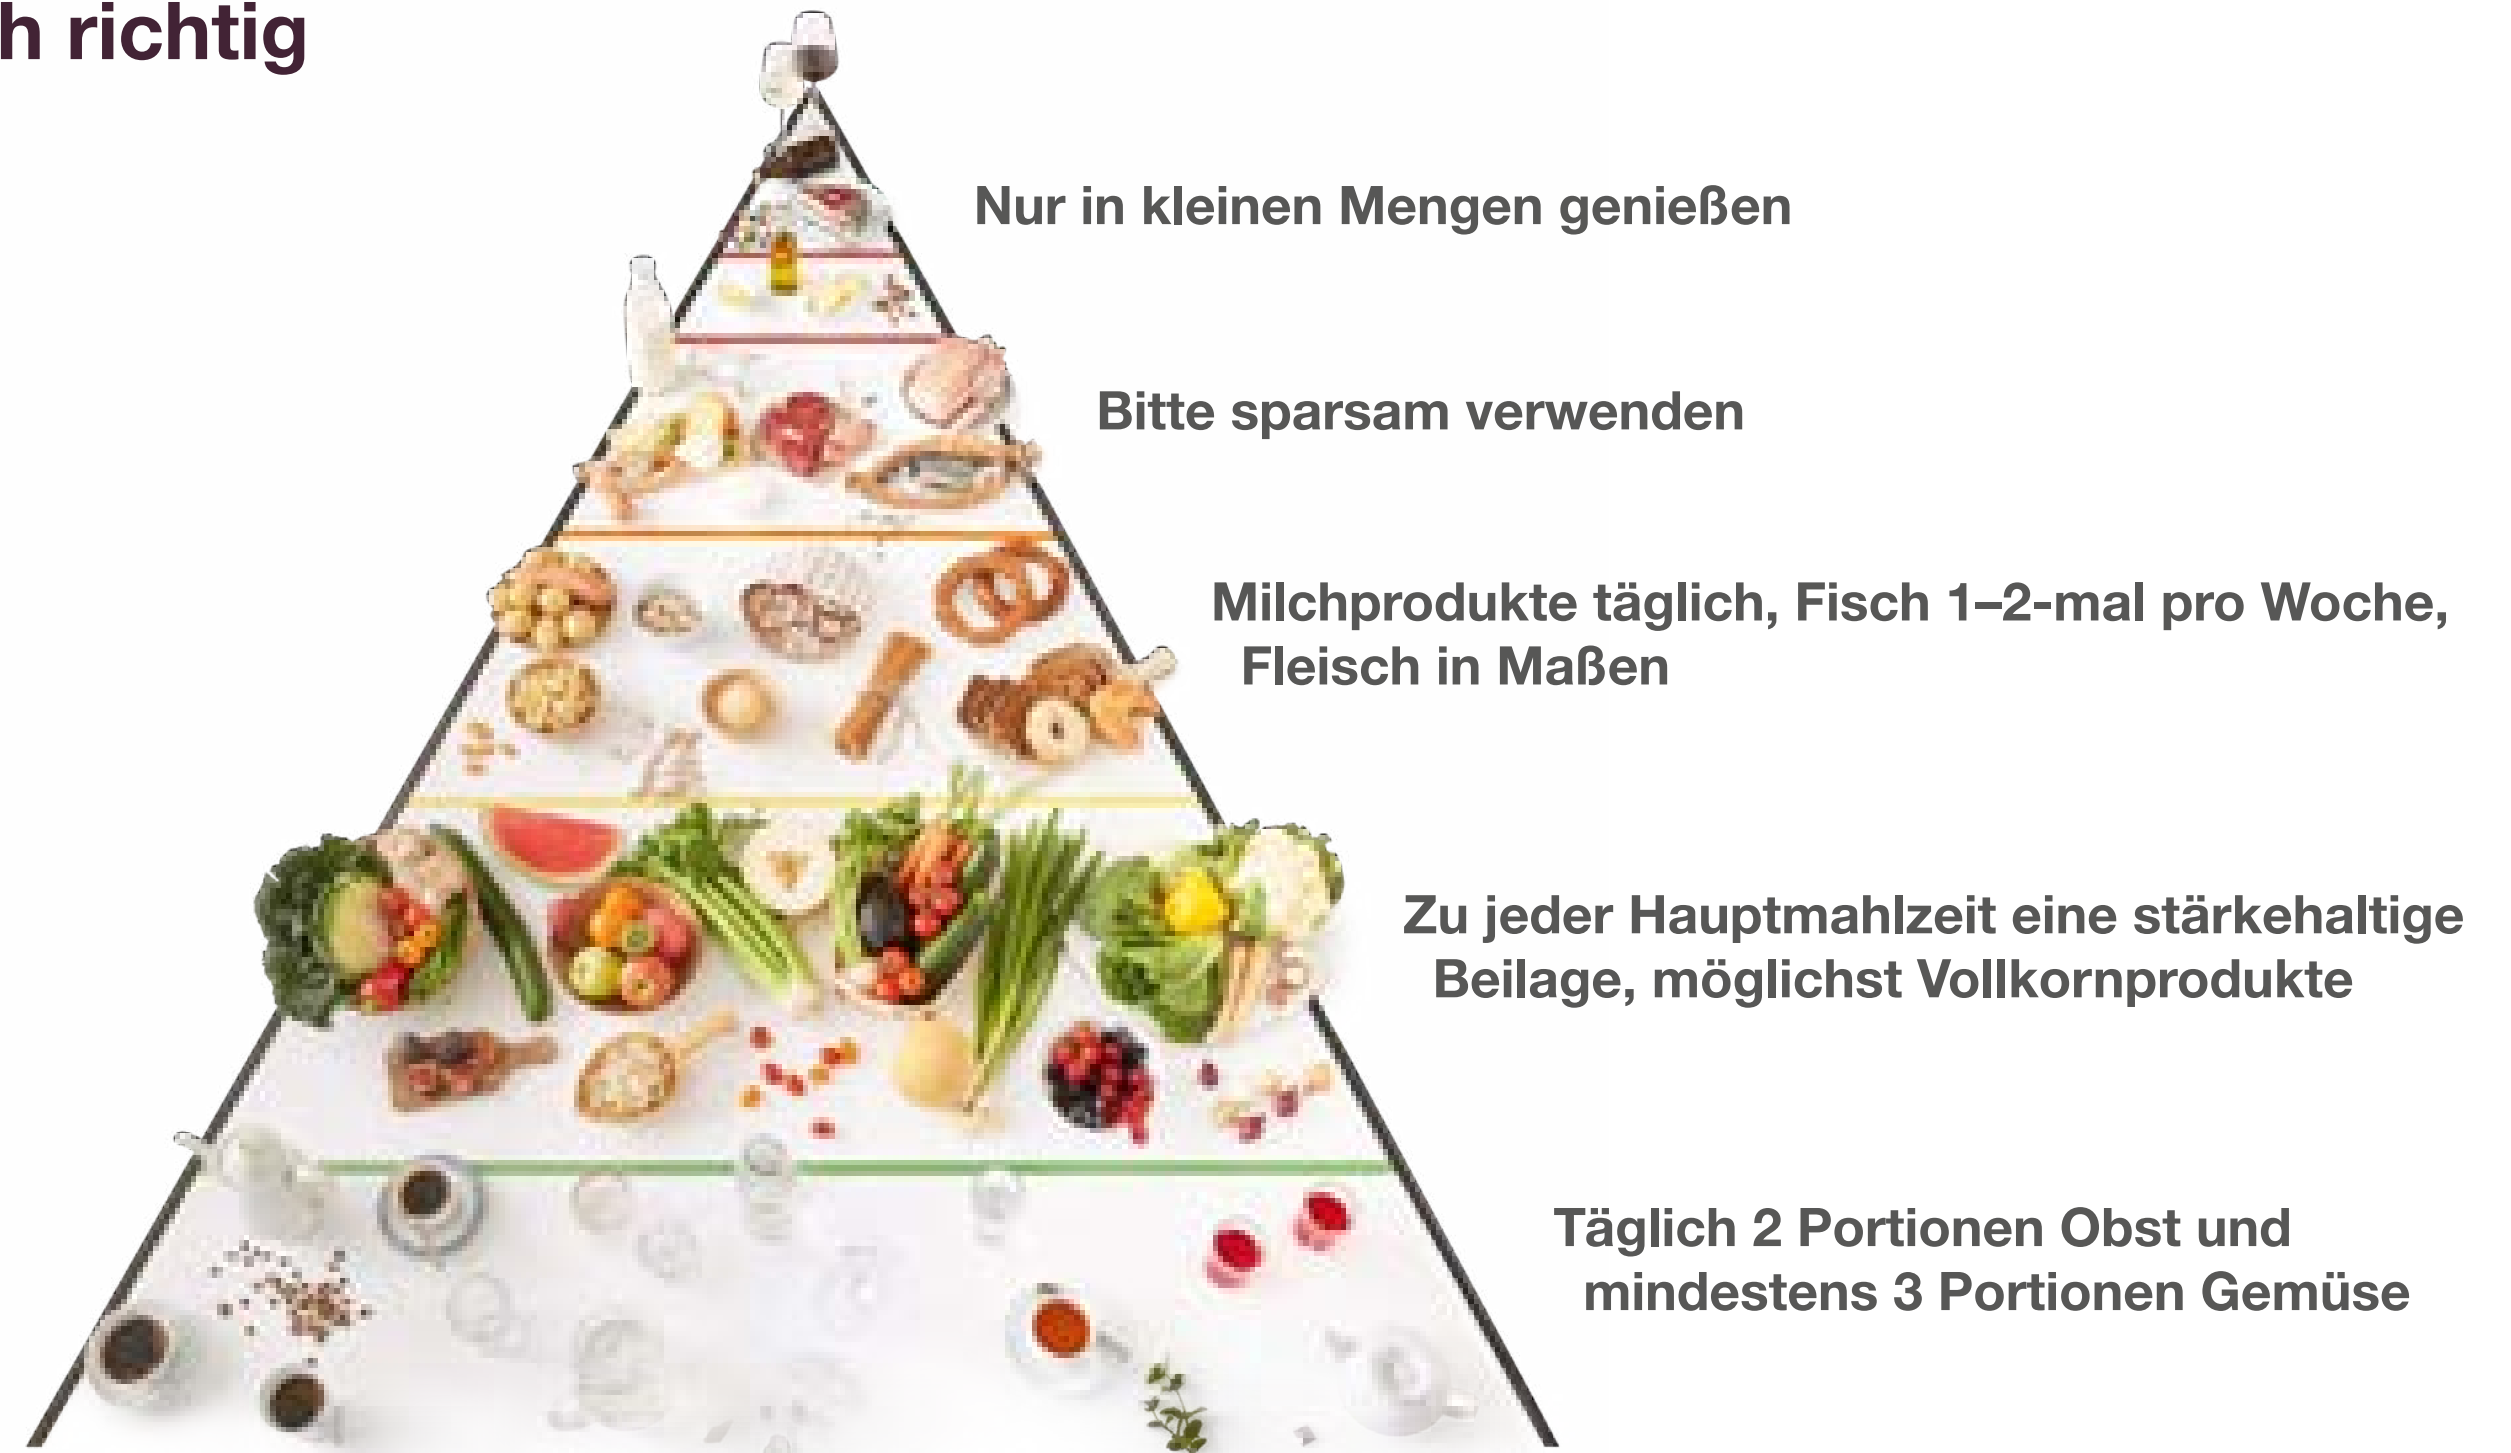 h richtig
Nur in kleinen Mengen genießen
Bitte sparsam verwenden
Milchprodukte täglich, Fisch 1–2-mal pro Woche,
Fleisch in Maßen
Zu jeder Hauptmahlzeit eine stärkehaltige
Beilage, möglichst Vollkornprodukte
Täglich 2 Portionen Obst und
mindestens 3 Portionen Gemüse